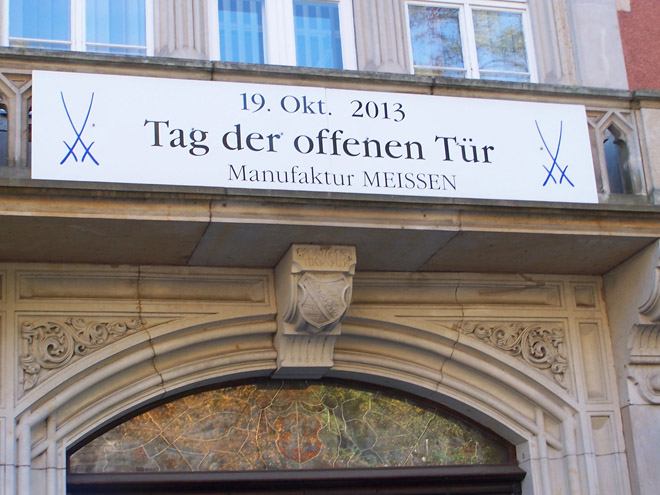 19. Okt. 2013
Tag der offenen Tür
Manufaktur MEISSEN